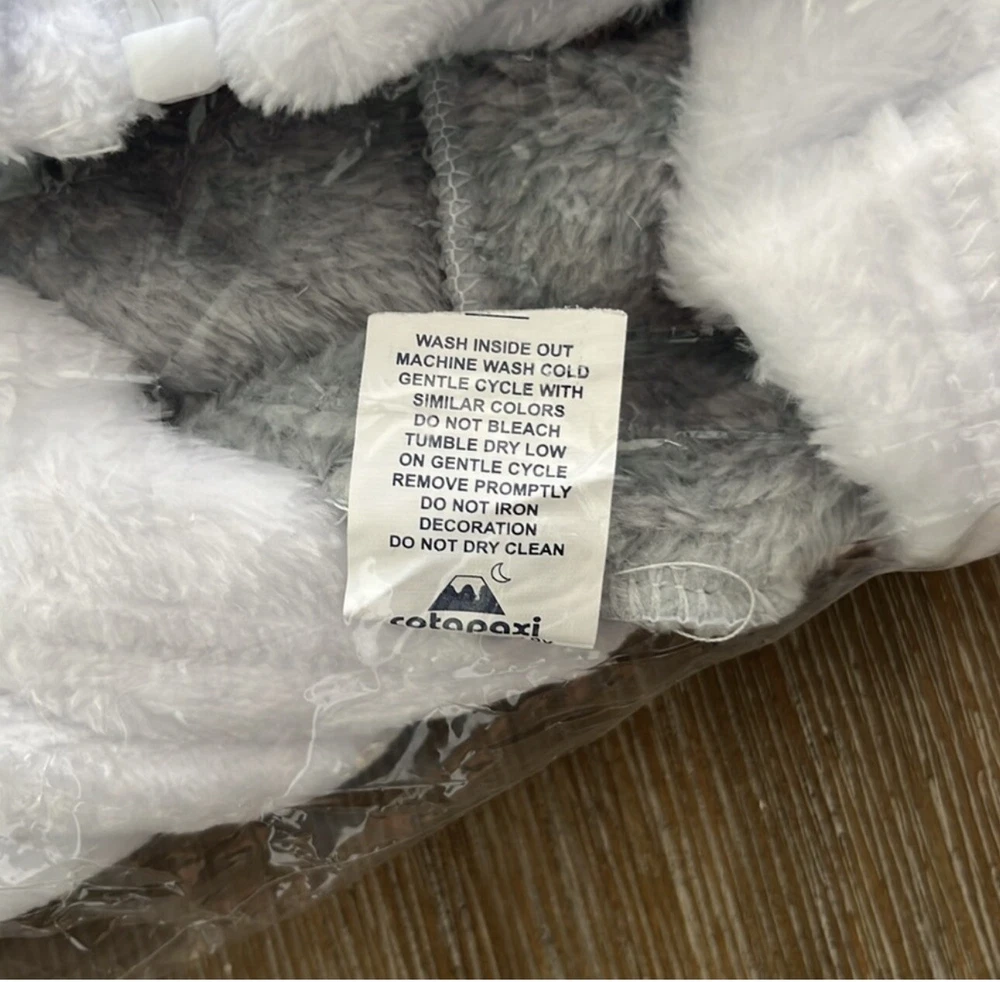 WASH INSIDE OUT
MACHINE WASH COLD
GENTLE CYCLE WITH
SIMILAR COLORS
DO NOT BLEACH
TUMBLE DRY LOW
ON GENTLE CYCLE
REMOVE PROMPTLY
DO NOT IRON
DECORATION
DO NOT DRY CLEAN
cotapaxi